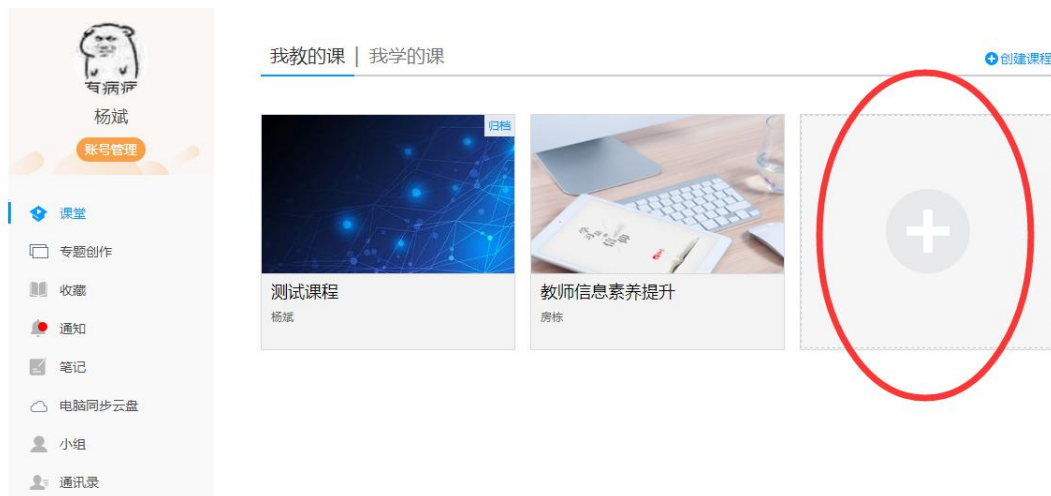 有病疒
杨斌
账号管理
课堂
专题创作
收藏
通知
笔记
电脑同步云盘
小组
通讯录
我教的课 | 我学的课
创建课程
归档
测试课程
杨斌
教师信息素养提升
房栋